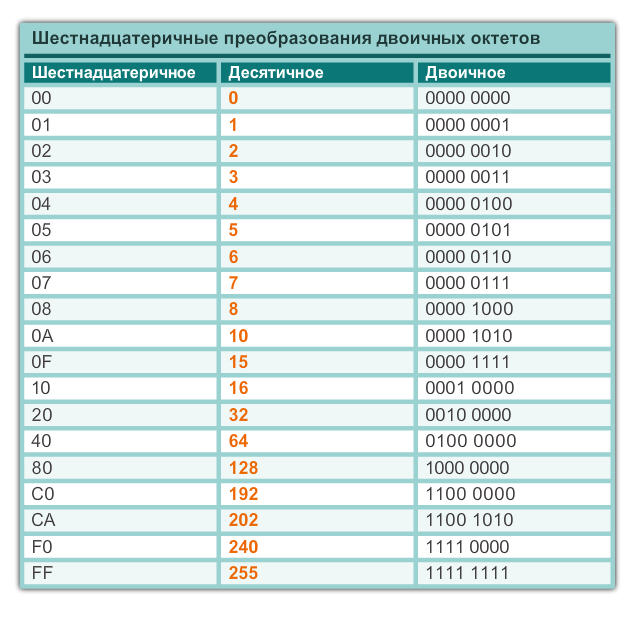 Шестнадцатеричные преобразования двоичных октетов
Шестнадцатеричное Десятичное Двоичное
00 0 0000 0000
01 1 0000 0001
02 2 0000 0010
03 3 0000 0011
04 4 0000 0100
05 5 0000 0101
06 6 0000 0110
07 7 0000 0111
08 8 0000 1000
0A 10 0000 1010
0F 15 0000 1111
10 16 0001 0000
20 32 0010 0000
40 64 0100 0000
80 128 1000 0000
C0 192 1100 0000
CA 202 1100 1010
F0 240 1111 0000
FF 255 1111 1111